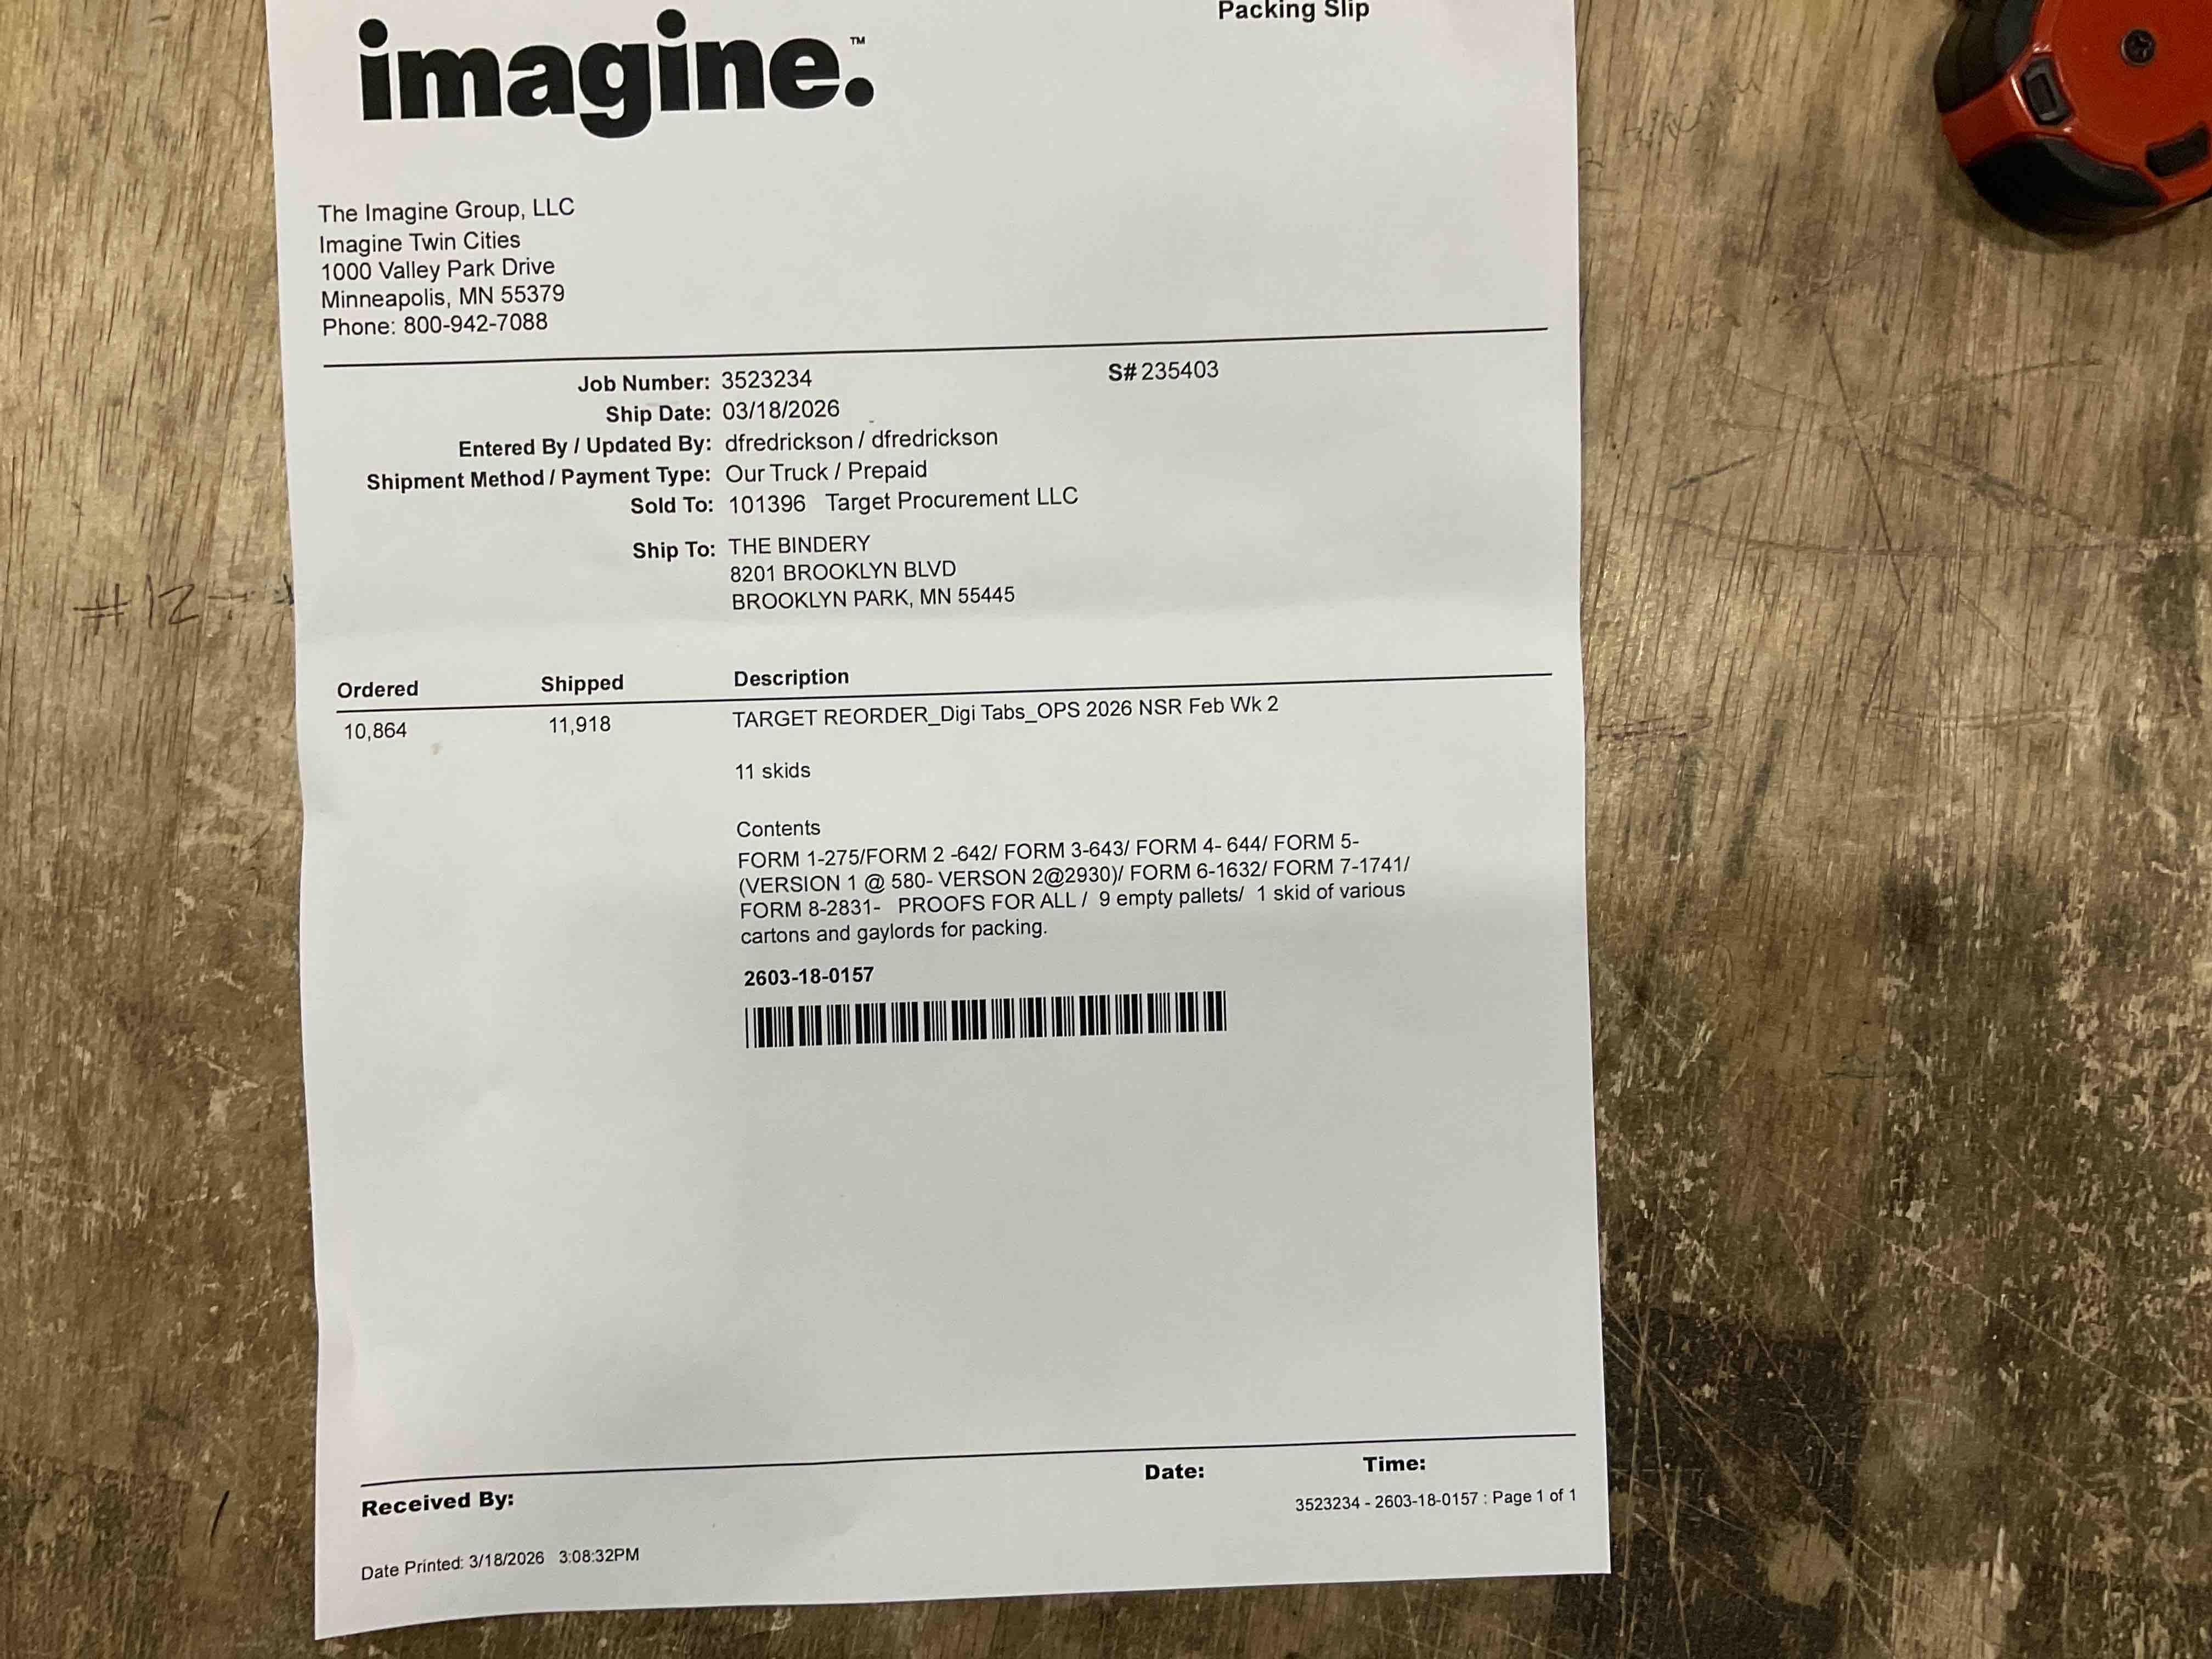 Packing Slip
imagine.™
The Imagine Group, LLC
Imagine Twin Cities
1000 Valley Park Drive
Minneapolis, MN 55379
Phone: 800-942-7088
Job Number: 3523234 S# 235403
Ship Date: 03/18/2026
Entered By / Updated By: dfredrickson / dfredrickson
Shipment Method / Payment Type: Our Truck / Prepaid
Sold To: 101396 Target Procurement LLC
Ship To: THE BINDERY
8201 BROOKLYN BLVD
BROOKLYN PARK, MN 55445
#12
Ordered Shipped Description
10,864 11,918 TARGET REORDER_Digi Tabs_OPS 2026 NSR Feb Wk 2
11 skids
Contents
FORM 1-275/FORM 2 -642/ FORM 3-643/ FORM 4- 644/ FORM 5-
(VERSION 1 @ 580- VERSON 2@2930)/ FORM 6-1632/ FORM 7-1741/
FORM 8-2831- PROOFS FOR ALL / 9 empty pallets/ 1 skid of various
cartons and gaylords for packing.
2603-18-0157
Received By: Date: Time:
3523234 - 2603-18-0157 : Page 1 of 1
Date Printed: 3/18/2026 3:08:32PM